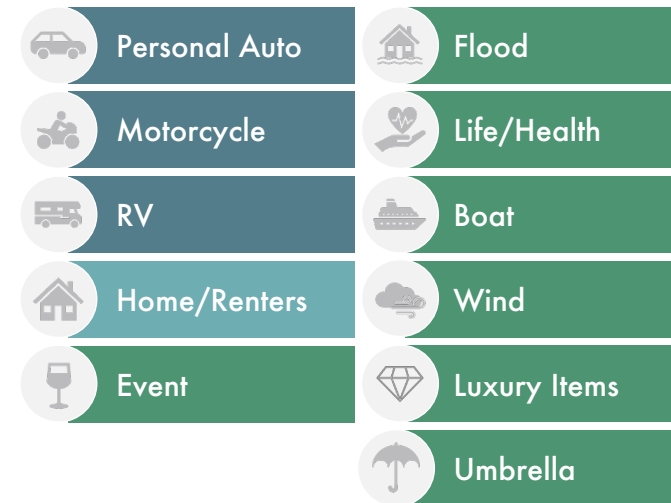 Personal Auto
Motorcycle
RV
Home/Renters
Event
Flood
Life/Health
Boat
Wind
Luxury Items
Umbrella